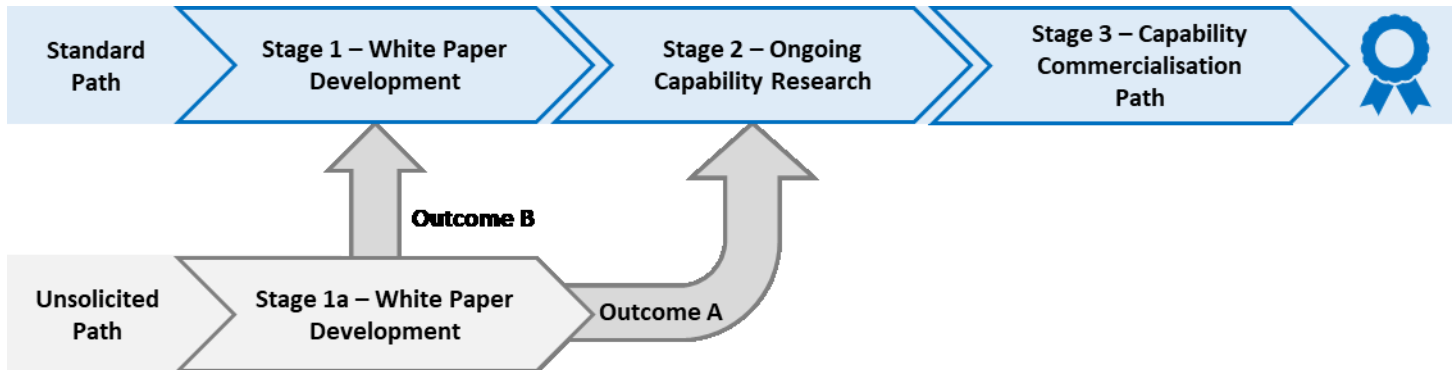 Standard
Path
Stage 1 – White Paper
Development
Stage 2 – Ongoing
Capability Research
Stage 3 – Capability
Commercialisation
Path
Outcome B
Unsolicited
Path
Stage 1a – White Paper
Development
Outcome A